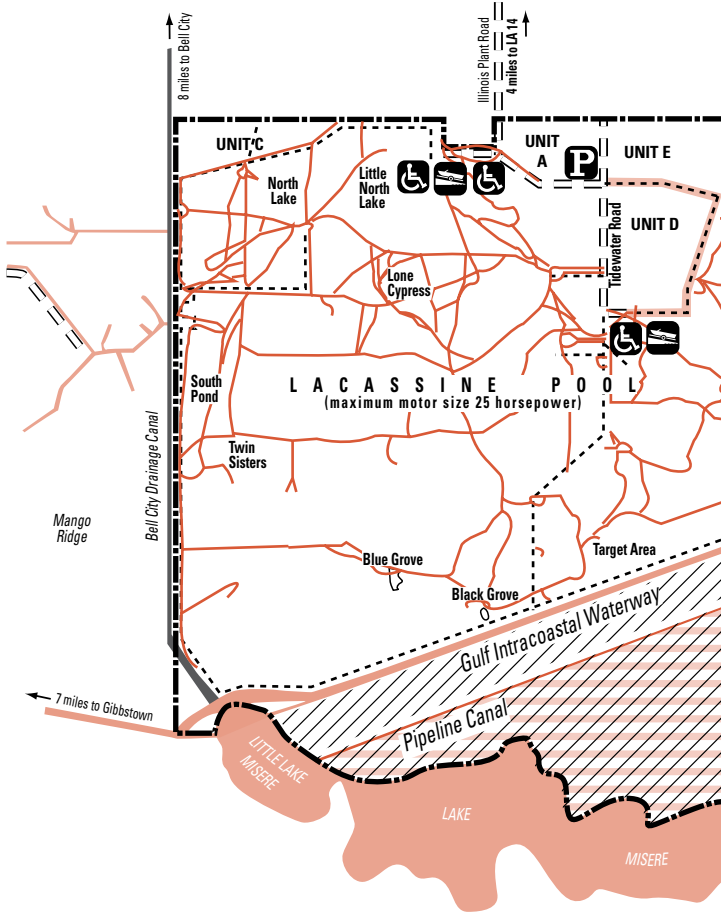 8 miles to Bell City
Illinois Plant Road
4 miles to LA 14
UNIT C
UNIT
A
P
UNIT E
North
Lake
Little
North
Lake
UNIT D
Tidewater Road
Lone
Cypress
South
Pond
LACASSINE POOL
(maximum motor size 25 horsepower)
Twin
Sisters
Bell City Drainage Canal
Mango
Ridge
Blue Grove
Target Area
Black Grove
Gulf Intracoastal Waterway
7 miles to Gibbstown
Pipeline Canal
LITTLE LAKE
MISERE
LAKE
MISERE